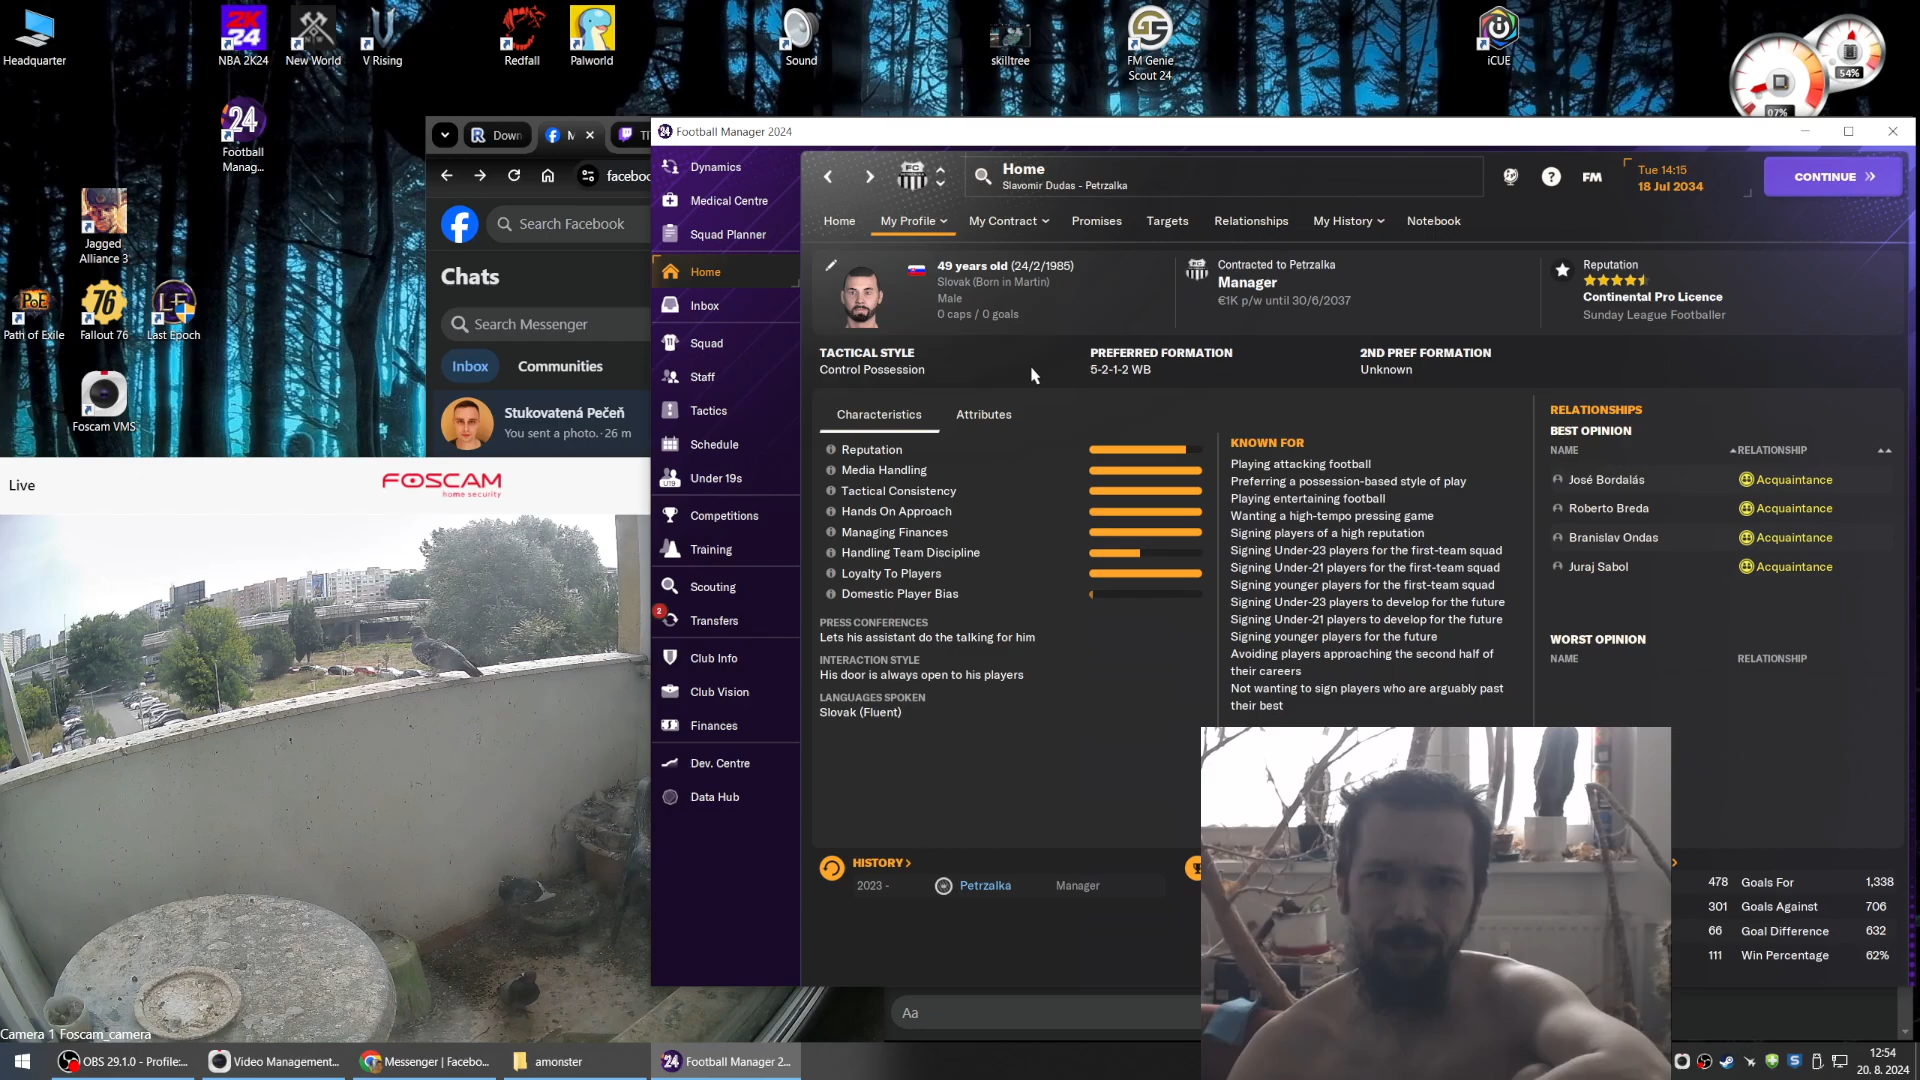 Headquarter
NBA 2K24
New World
V Rising
Redfall
Palworld
Sound
skilltree
FM Genie
Scout 24
iCUE
54%
07%
24
Football
Manag...
Jagged
Alliance 3
Path of Exile
Fallout 76
Last Epoch
Foscam VMS
Down
faceboo
Search Facebook
Chats
Search Messenger
Inbox
Communities
Stukovatená Pečeň
You sent a photo. · 26 m
Live
FOSCAM
home security
Camera 1 Foscam_camera
Football Manager 2024
Dynamics
Medical Centre
Squad Planner
Home
Inbox
Squad
Staff
Tactics
Schedule
Under 19s
Competitions
Training
Scouting
2
Transfers
Club Info
Club Vision
Finances
Dev. Centre
Data Hub
Home
Slavomir Dudas - Petrzalka
FM
Tue 14:15
18 Jul 2034
CONTINUE
Home
My Profile
My Contract
Promises
Targets
Relationships
My History
Notebook
49 years old (24/2/1985)
Slovak (Born in Martin)
Male
0 caps / 0 goals
Contracted to Petrzalka
Manager
€1K p/w until 30/6/2037
Reputation
Continental Pro Licence
Sunday League Footballer
TACTICAL STYLE
Control Possession
PREFERRED FORMATION
5-2-1-2 WB
2ND PREF FORMATION
Unknown
Characteristics
Attributes
Reputation
Media Handling
Tactical Consistency
Hands On Approach
Managing Finances
Handling Team Discipline
Loyalty To Players
Domestic Player Bias
PRESS CONFERENCES
Lets his assistant do the talking for him
INTERACTION STYLE
His door is always open to his players
LANGUAGES SPOKEN
Slovak (Fluent)
KNOWN FOR
Playing attacking football
Preferring a possession-based style of play
Playing entertaining football
Wanting a high-tempo pressing game
Signing players of a high reputation
Signing Under-23 players for the first-team squad
Signing Under-21 players for the first-team squad
Signing younger players for the first-team squad
Signing Under-23 players to develop for the future
Signing Under-21 players to develop for the future
Signing younger players for the future
Avoiding players approaching the second half of
their careers
Not wanting to sign players who are arguably past
their best
RELATIONSHIPS
BEST OPINION
NAME RELATIONSHIP
José Bordalás Acquaintance
Roberto Breda Acquaintance
Branislav Ondas Acquaintance
Juraj Sabol Acquaintance
WORST OPINION
NAME RELATIONSHIP
HISTORY
2023 - Petrzalka Manager
478 Goals For 1,338
301 Goals Against 706
66 Goal Difference 632
111 Win Percentage 62%
Aa
OBS 29.1.0 - Profile:...
Video Management...
Messenger | Facebo...
amonster
Football Manager 2...
12:54
20. 8. 2024